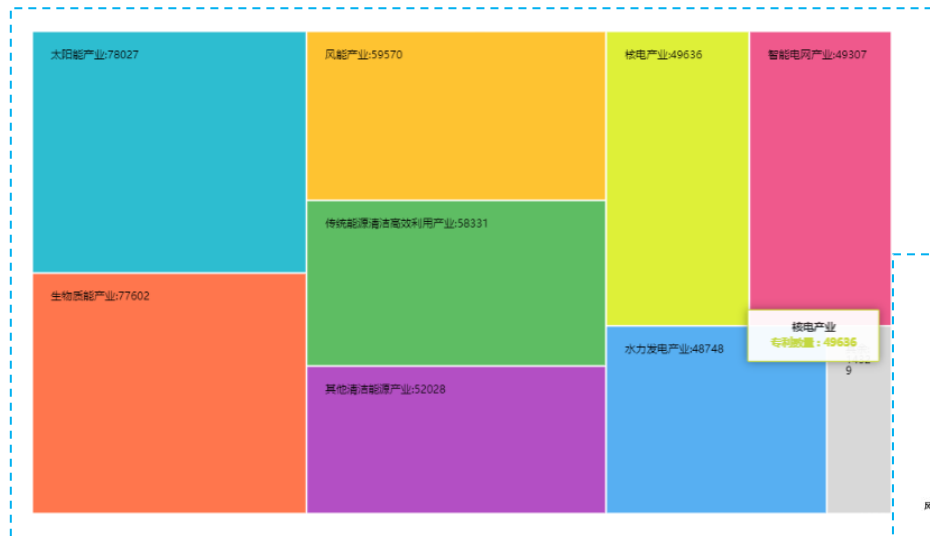 太阳能产业:78027
风能产业:59570
核电产业:49636
智能电网产业:49307
传统能源清洁高效利用产业:58331
生物质能产业:77602
核电产业
专利数量 : 49636
水力发电产业:48748
9
其他清洁能源产业:52028
风